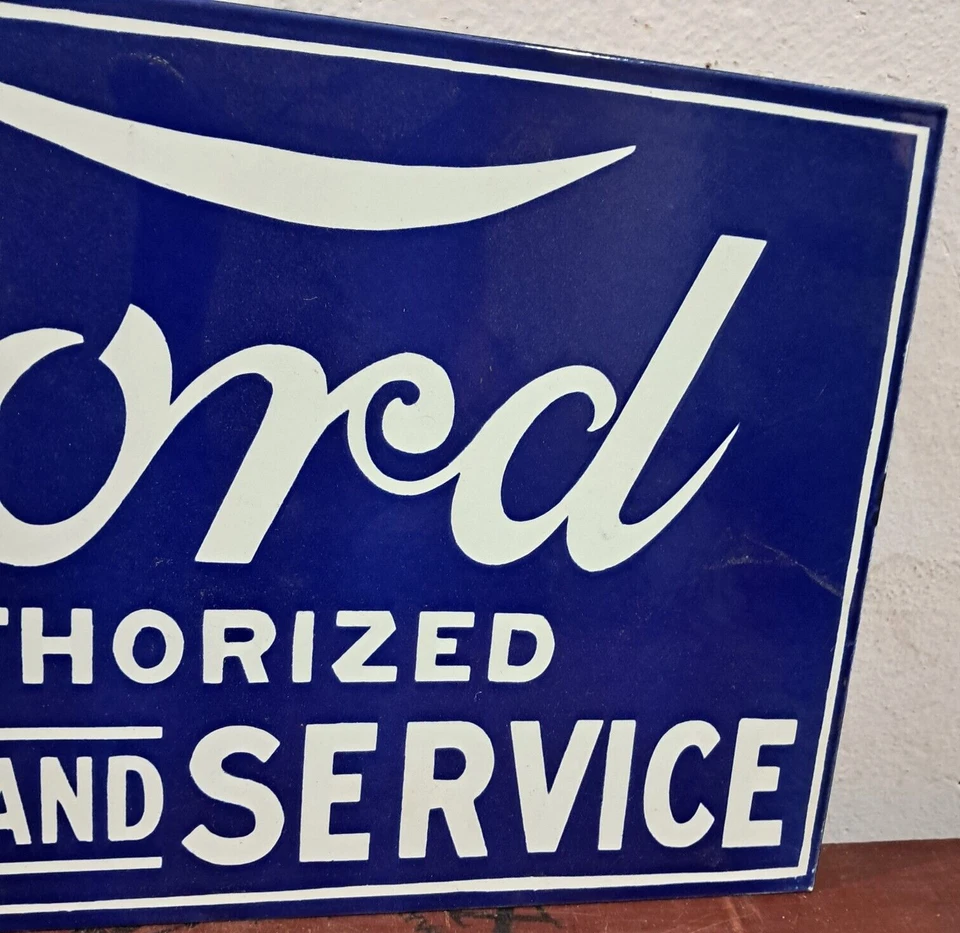 ord
THORIZED
AND SERVICE